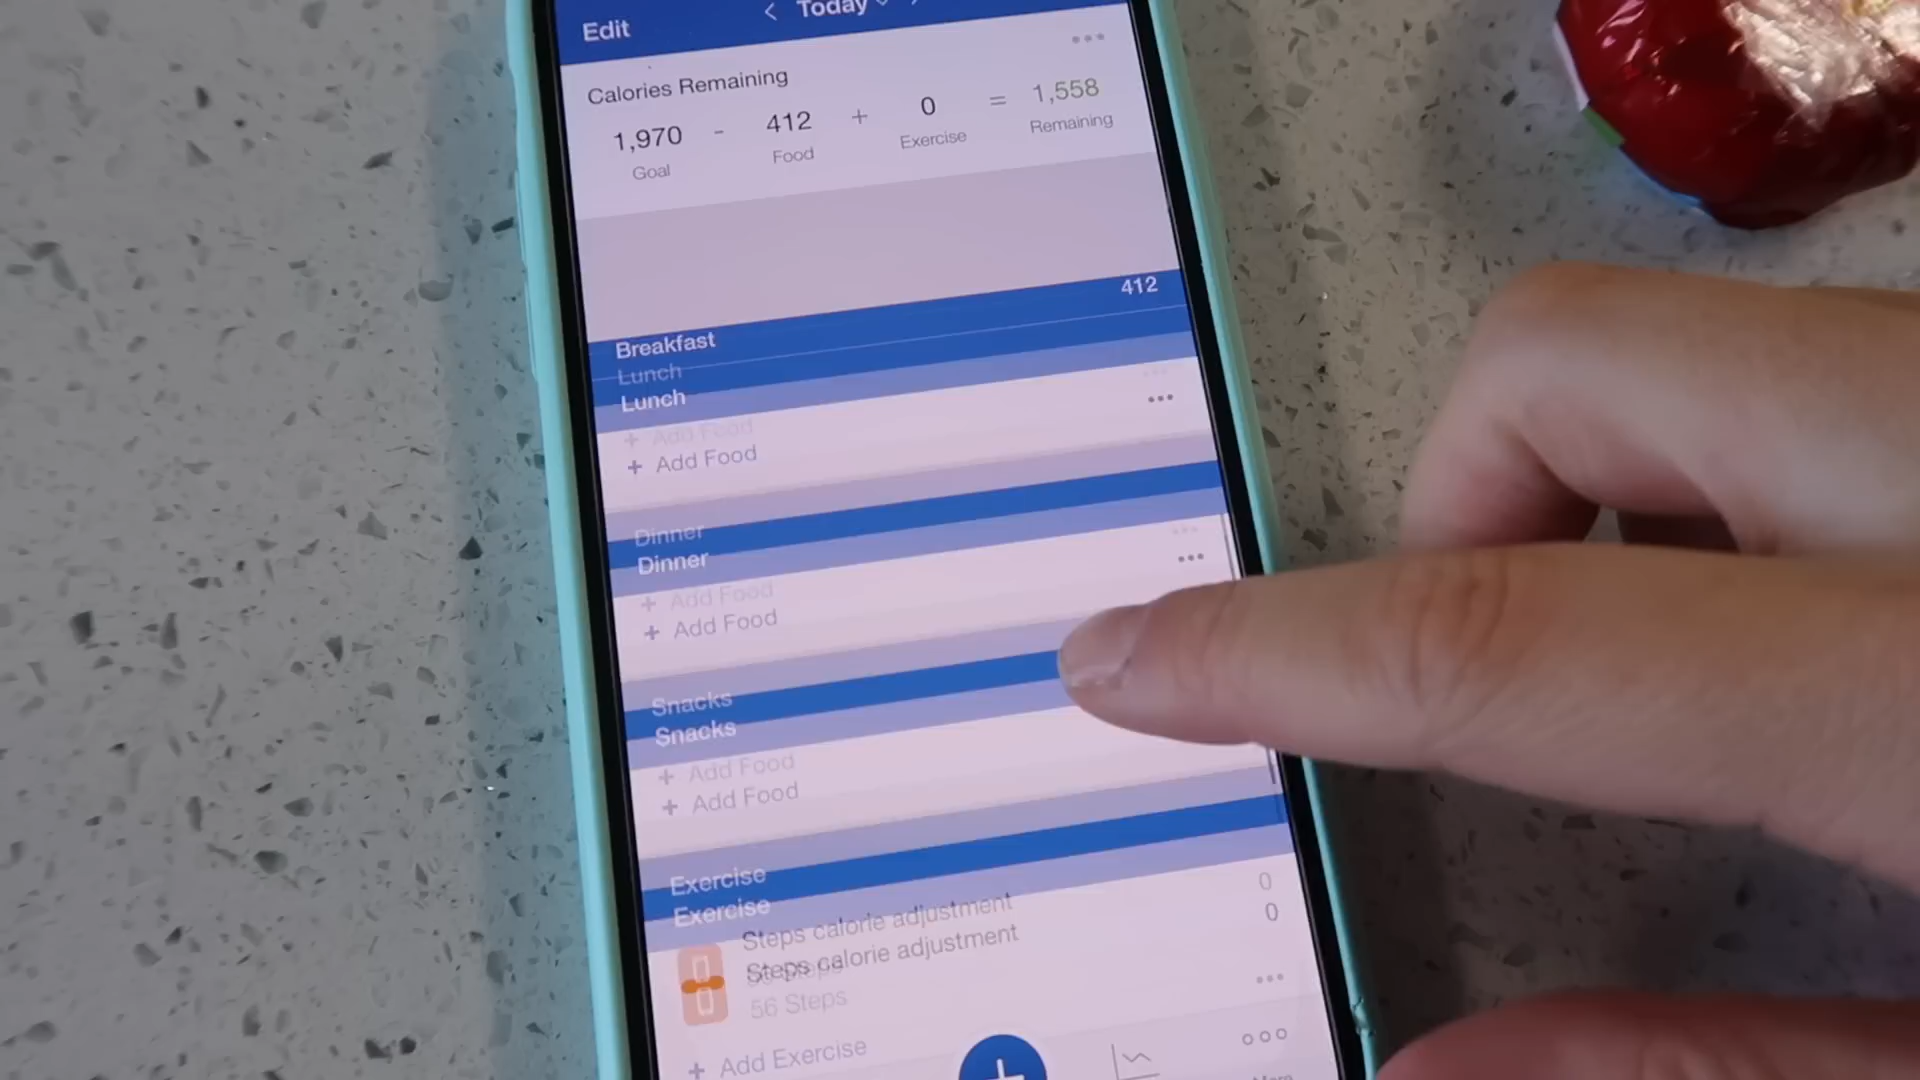 Edit
< Today
Calories Remaining
1,970 - 412 + 0 = 1,558
Goal Food Exercise Remaining
Breakfast 412
Lunch
Lunch
+ Add Food
+ Add Food
Dinner
Dinner
+ Add Food
+ Add Food
Snacks
Snacks
+ Add Food
+ Add Food
Exercise
Exercise
Steps calorie adjustment 0
Steps calorie adjustment 0
56 Steps
56 Steps
+ Add Exercise